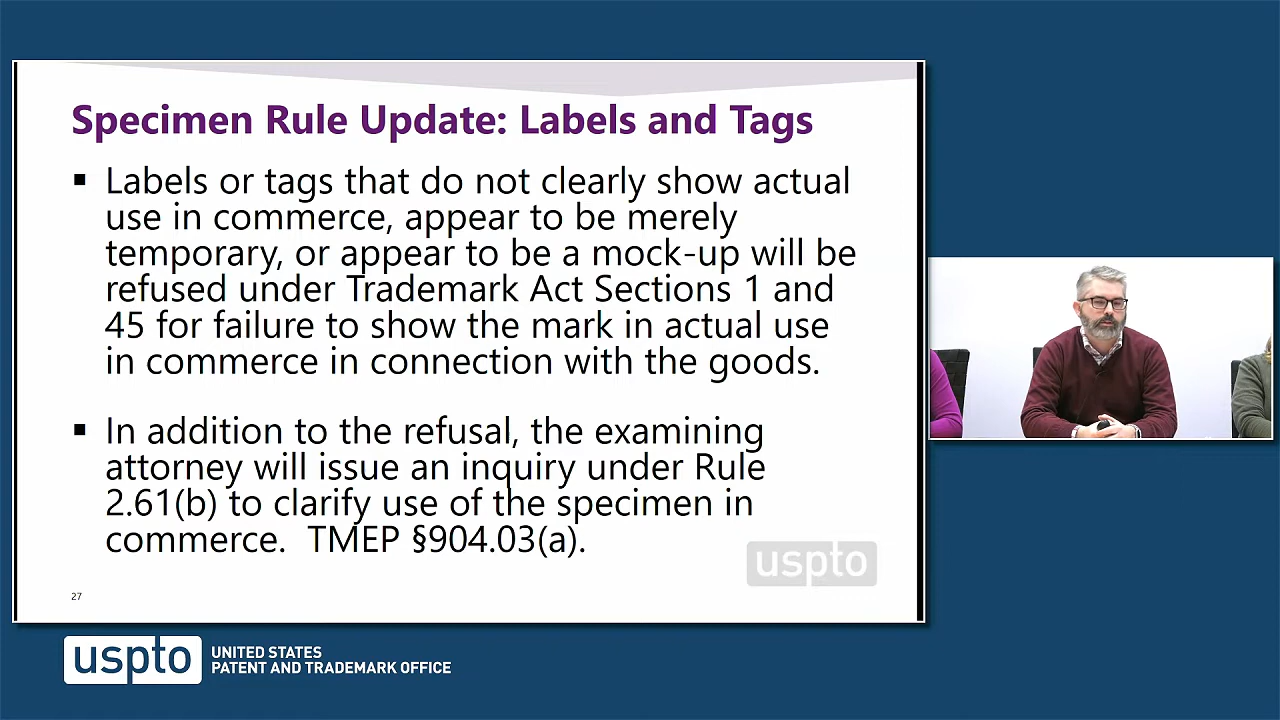 Specimen Rule Update: Labels and Tags
▪ Labels or tags that do not clearly show actual
use in commerce, appear to be merely
temporary, or appear to be a mock-up will be
refused under Trademark Act Sections 1 and
45 for failure to show the mark in actual use
in commerce in connection with the goods.
▪ In addition to the refusal, the examining
attorney will issue an inquiry under Rule
2.61(b) to clarify use of the specimen in
commerce.  TMEP §904.03(a).
uspto
27
uspto
UNITED STATES
PATENT AND TRADEMARK OFFICE